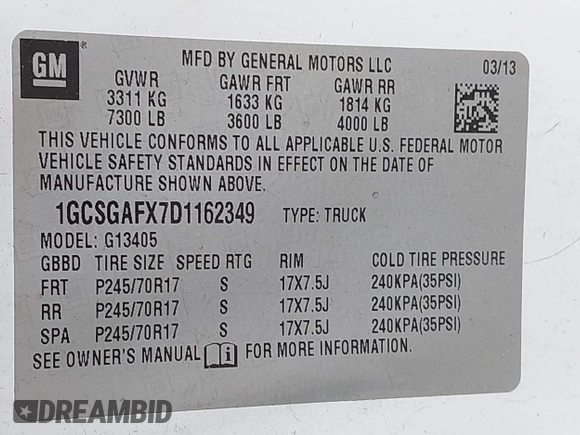 GM ®
MFD BY GENERAL MOTORS LLC 03/13
GVWR GAWR FRT GAWR RR
3311 KG 1633 KG 1814 KG
7300 LB 3600 LB 4000 LB
THIS VEHICLE CONFORMS TO ALL APPLICABLE U.S. FEDERAL MOTOR
VEHICLE SAFETY STANDARDS IN EFFECT ON THE DATE OF
MANUFACTURE SHOWN ABOVE.
1GCSGAFX7D1162349 TYPE: TRUCK
MODEL: G13405
GBBD TIRE SIZE SPEED RTG RIM COLD TIRE PRESSURE
FRT P245/70R17 S 17X7.5J 240KPA(35PSI)
RR P245/70R17 S 17X7.5J 240KPA(35PSI)
SPA P245/70R17 S 17X7.5J 240KPA(35PSI)
SEE OWNER'S MANUAL FOR MORE INFORMATION.
DREAMBID